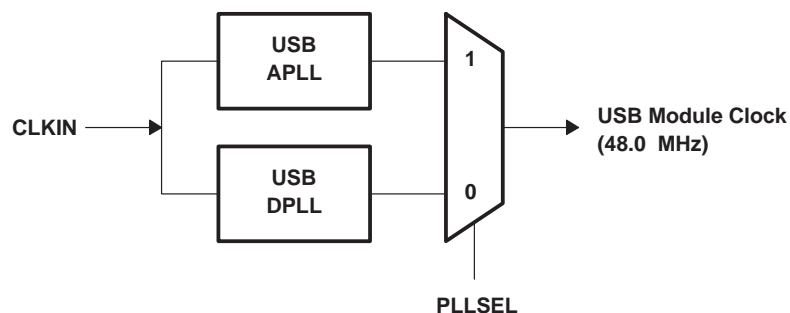 USB
APLL
1
CLKIN
USB Module Clock
(48.0 MHz)
USB
DPLL
0
PLLSEL